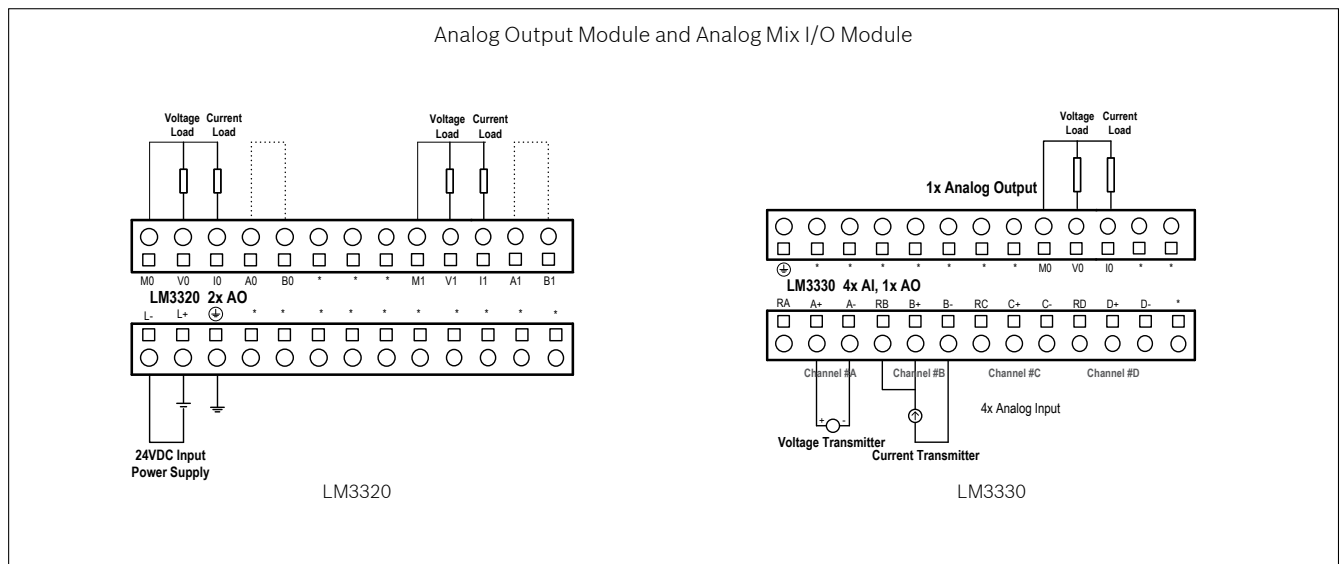 Analog Output Module and Analog Mix I/O Module
Voltage Load Current Load
Voltage Load Current Load
M0 V0 I0 A0 B0 * * * M1 V1 I1 A1 B1
LM3320 2x AO
L- L+ * * * * * * * * * *
24VDC Input
Power Supply
LM3320
Voltage Load Current Load
1x Analog Output
* * * * * * * M0 V0 I0 * *
LM3330 4x AI, 1x AO
RA A+ A- RB B+ B- RC C+ C- RD D+ D- *
Channel #A Channel #B Channel #C Channel #D
4x Analog Input
+ -
Voltage Transmitter
Current Transmitter
LM3330